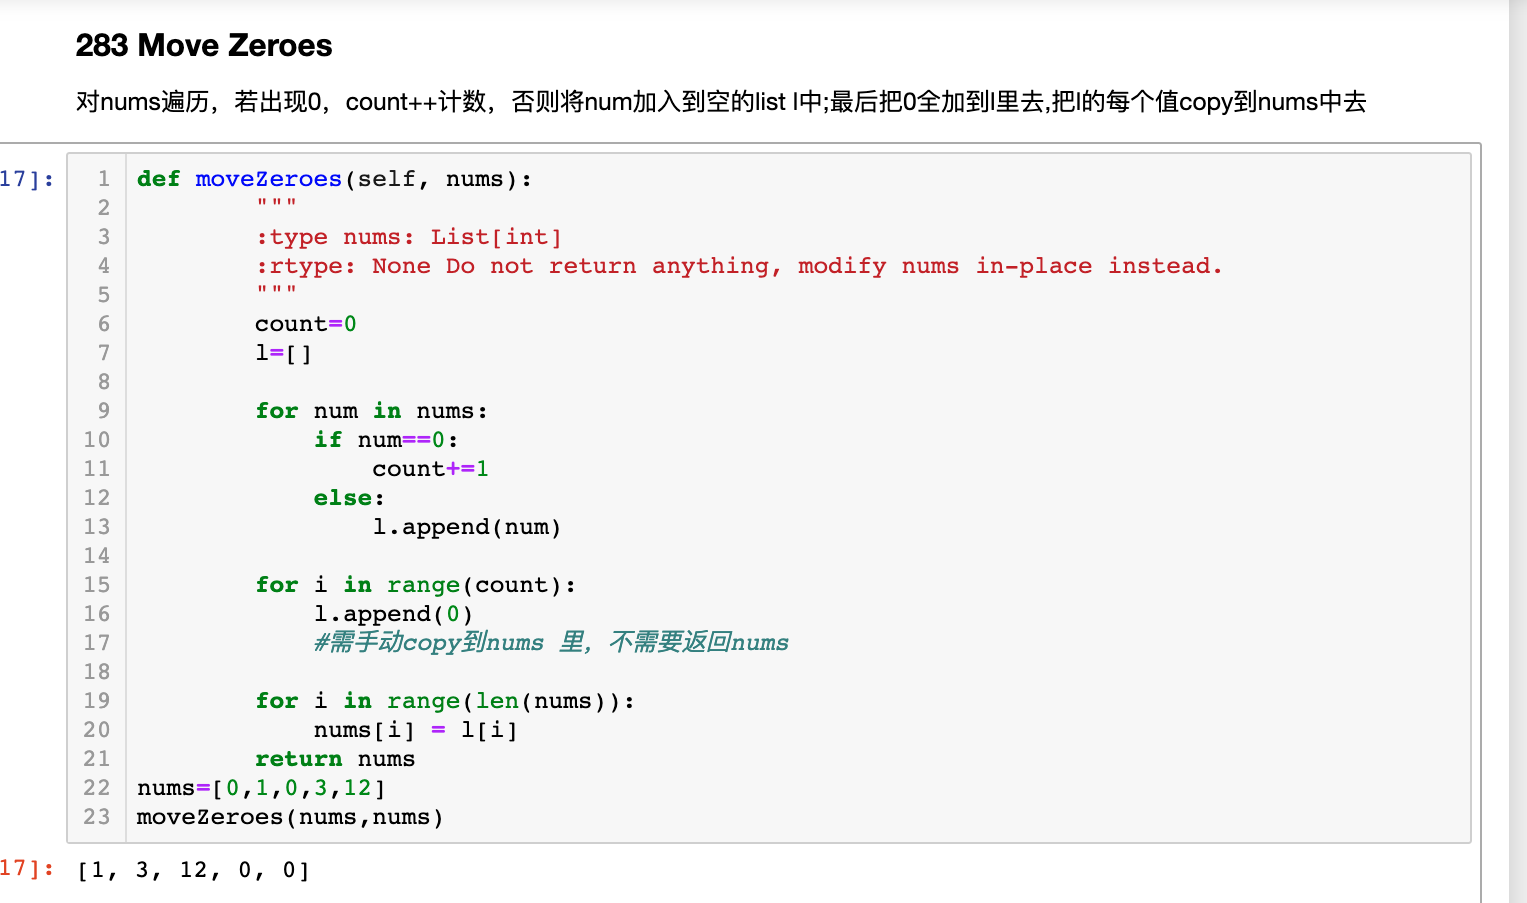 283 Move Zeroes
对nums遍历，若出现0，count++计数，否则将num加入到空的list l中;最后把0全加到l里去,把l的每个值copy到nums中去
17]:
1 def moveZeroes(self, nums):
2 """
3 :type nums: List[int]
4 :rtype: None Do not return anything, modify nums in-place instead.
5 """
6 count=0
7 l=[]
8
9 for num in nums:
10 if num==0:
11 count+=1
12 else:
13 l.append(num)
14
15 for i in range(count):
16 l.append(0)
17 #需手动copy到nums 里，不需要返回nums
18
19 for i in range(len(nums)):
20 nums[i] = l[i]
21 return nums
22 nums=[0,1,0,3,12]
23 moveZeroes(nums,nums)
17]: [1, 3, 12, 0, 0]